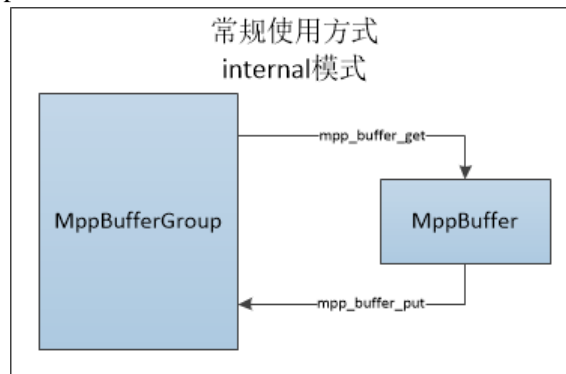 常规使用方式
internal模式
mpp_buffer_get
MppBufferGroup
MppBuffer
mpp_buffer_put